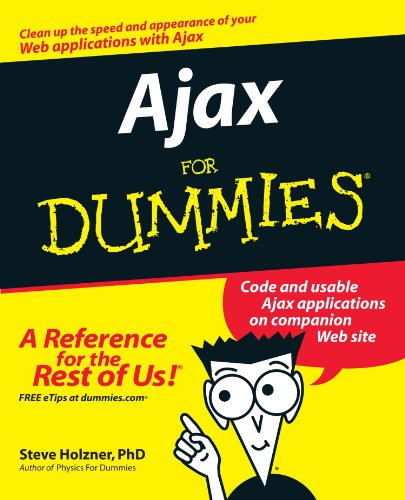 Clean up the speed and appearance of your
Web applications with Ajax
Ajax
FOR
DUMMIES®
Code and usable
Ajax applications
on companion
Web site
A Reference
for the
Rest of Us!®
FREE eTips at dummies.com®
Steve Holzner, PhD
Author of Physics For Dummies